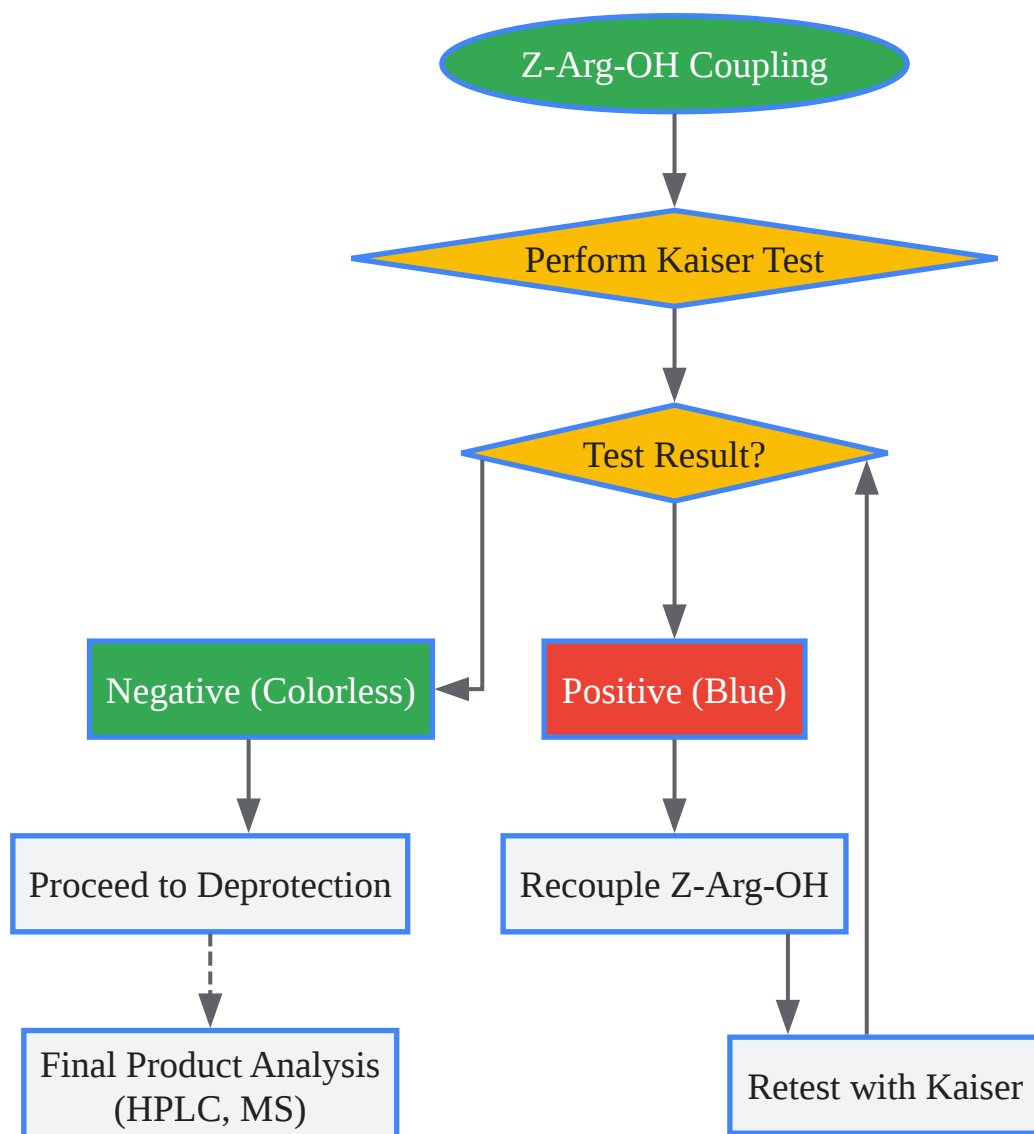 Z-Arg-OH Coupling
Perform Kaiser Test
Test Result?
Negative (Colorless)
Positive (Blue)
Proceed to Deprotection
Recouple Z-Arg-OH
Final Product Analysis
(HPLC, MS)
Retest with Kaiser